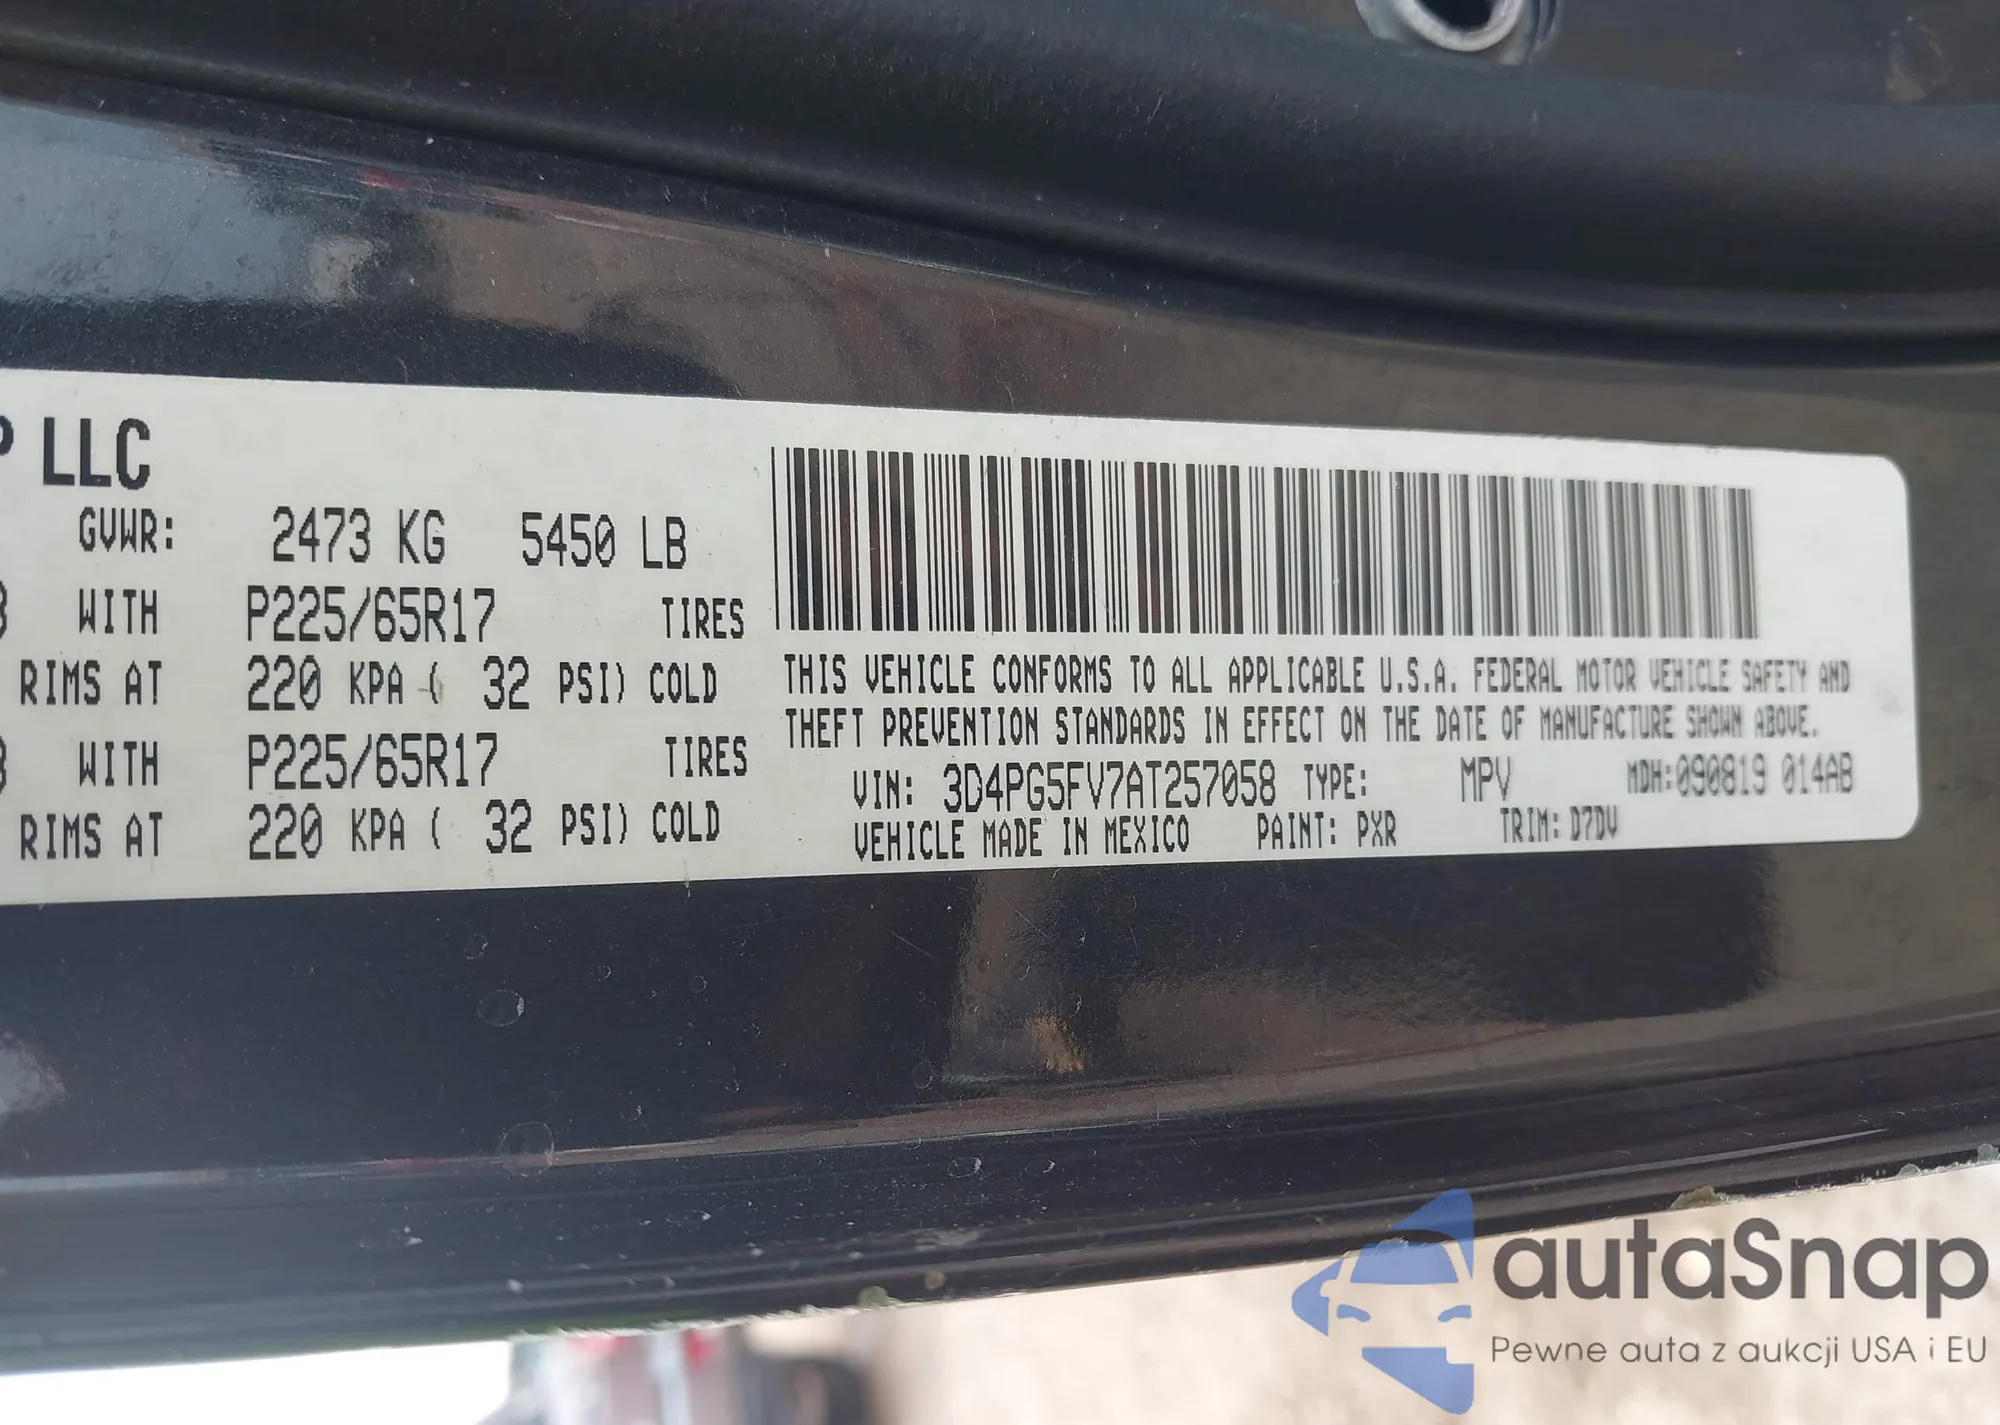 LLC
GVWR: 2473 KG 5450 LB
WITH P225/65R17 TIRES
RIMS AT 220 KPA ( 32 PSI) COLD
WITH P225/65R17 TIRES
RIMS AT 220 KPA ( 32 PSI) COLD
THIS VEHICLE CONFORMS TO ALL APPLICABLE U.S.A. FEDERAL MOTOR VEHICLE SAFETY AND
THEFT PREVENTION STANDARDS IN EFFECT ON THE DATE OF MANUFACTURE SHOWN ABOVE.
VIN: 3D4PG5FV7AT257058 TYPE: MPV MDH:090819 014AB
VEHICLE MADE IN MEXICO PAINT: PXR TRIM: D7DV
autaSnap
Pewne auta z aukcji USA i EU